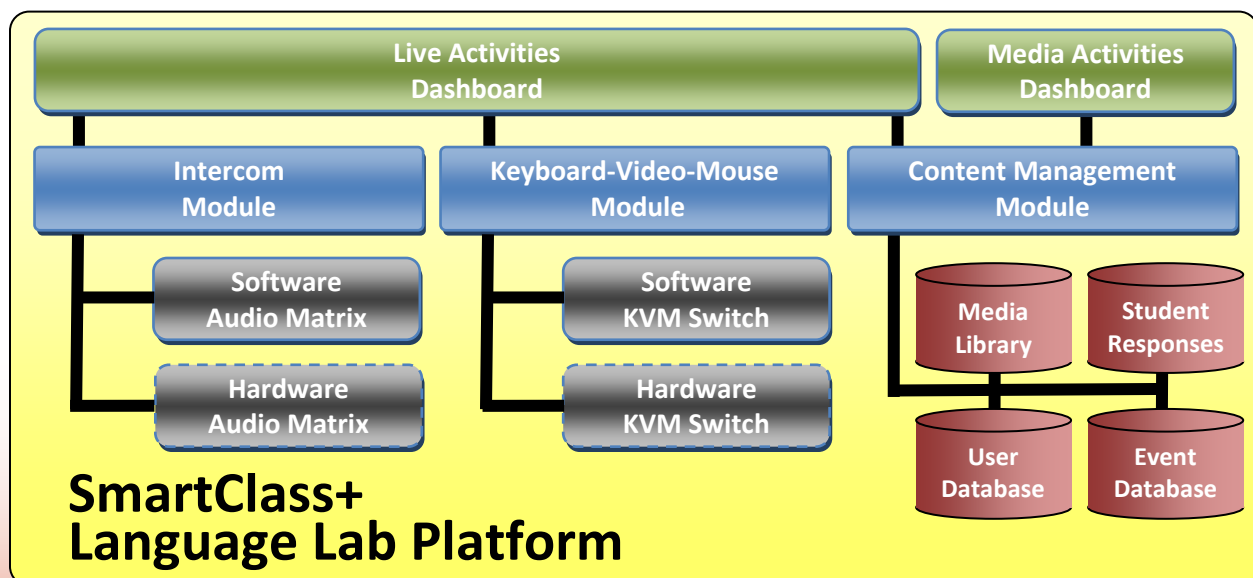 Live Activities
Dashboard
Media Activities
Dashboard
Intercom
Module
Keyboard-Video-Mouse
Module
Content Management
Module
Software
Audio Matrix
Software
KVM Switch
Media
Library
Student
Responses
Hardware
Audio Matrix
Hardware
KVM Switch
User
Database
Event
Database
SmartClass+
Language Lab Platform